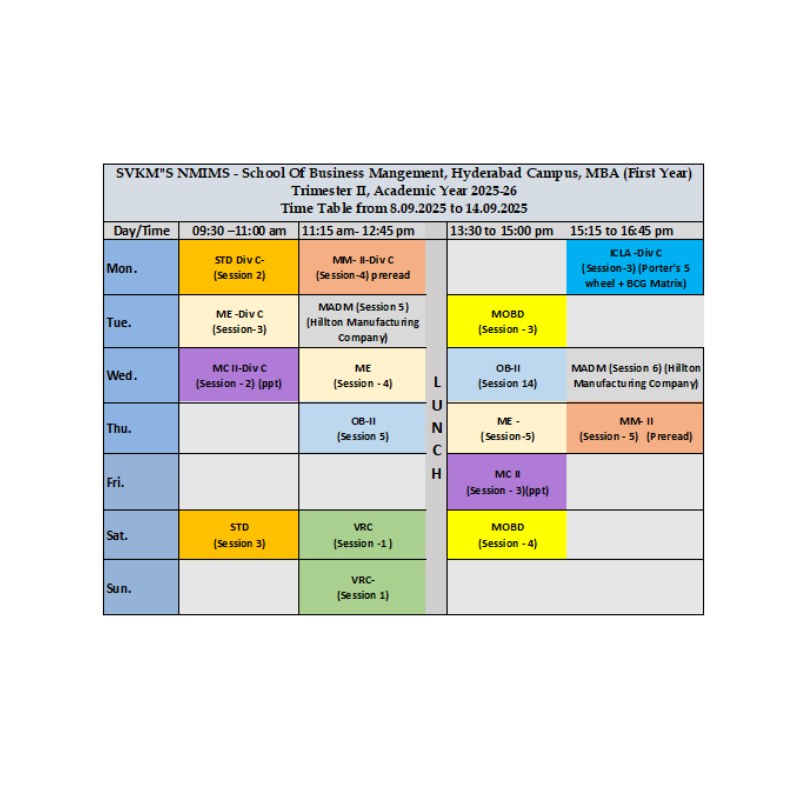 SVKM"S NMIMS - School Of Business Mangement, Hyderabad Campus, MBA (First Year)
Trimester II, Academic Year 2025-26
Time Table from 8.09.2025 to 14.09.2025
Day/Time 09:30 –11:00 am 11:15 am- 12:45 pm 13:30 to 15:00 pm 15:15 to 16:45 pm
Mon.
STD Div C-
(Session 2)
MM- II-Div C
(Session-4) preread
ICLA -Div C
(Session-3) (Porter's 5
wheel + BCG Matrix)
Tue.
ME -Div C
(Session-3)
MADM (Session 5)
(Hillton Manufacturing
Company)
MOBD
(Session - 3)
Wed.
MC II-Div C
(Session - 2) (ppt)
ME
(Session - 4)
OB-II
(Session 14)
MADM (Session 6) (Hillton
Manufacturing Company)
LUNCH
Thu.
OB-II
(Session 5)
ME -
(Session-5)
MM- II
(Session - 5) (Preread)
Fri.
MC II
(Session - 3)(ppt)
Sat.
STD
(Session 3)
VRC
(Session -1 )
MOBD
(Session - 4)
Sun.
VRC-
(Session 1)